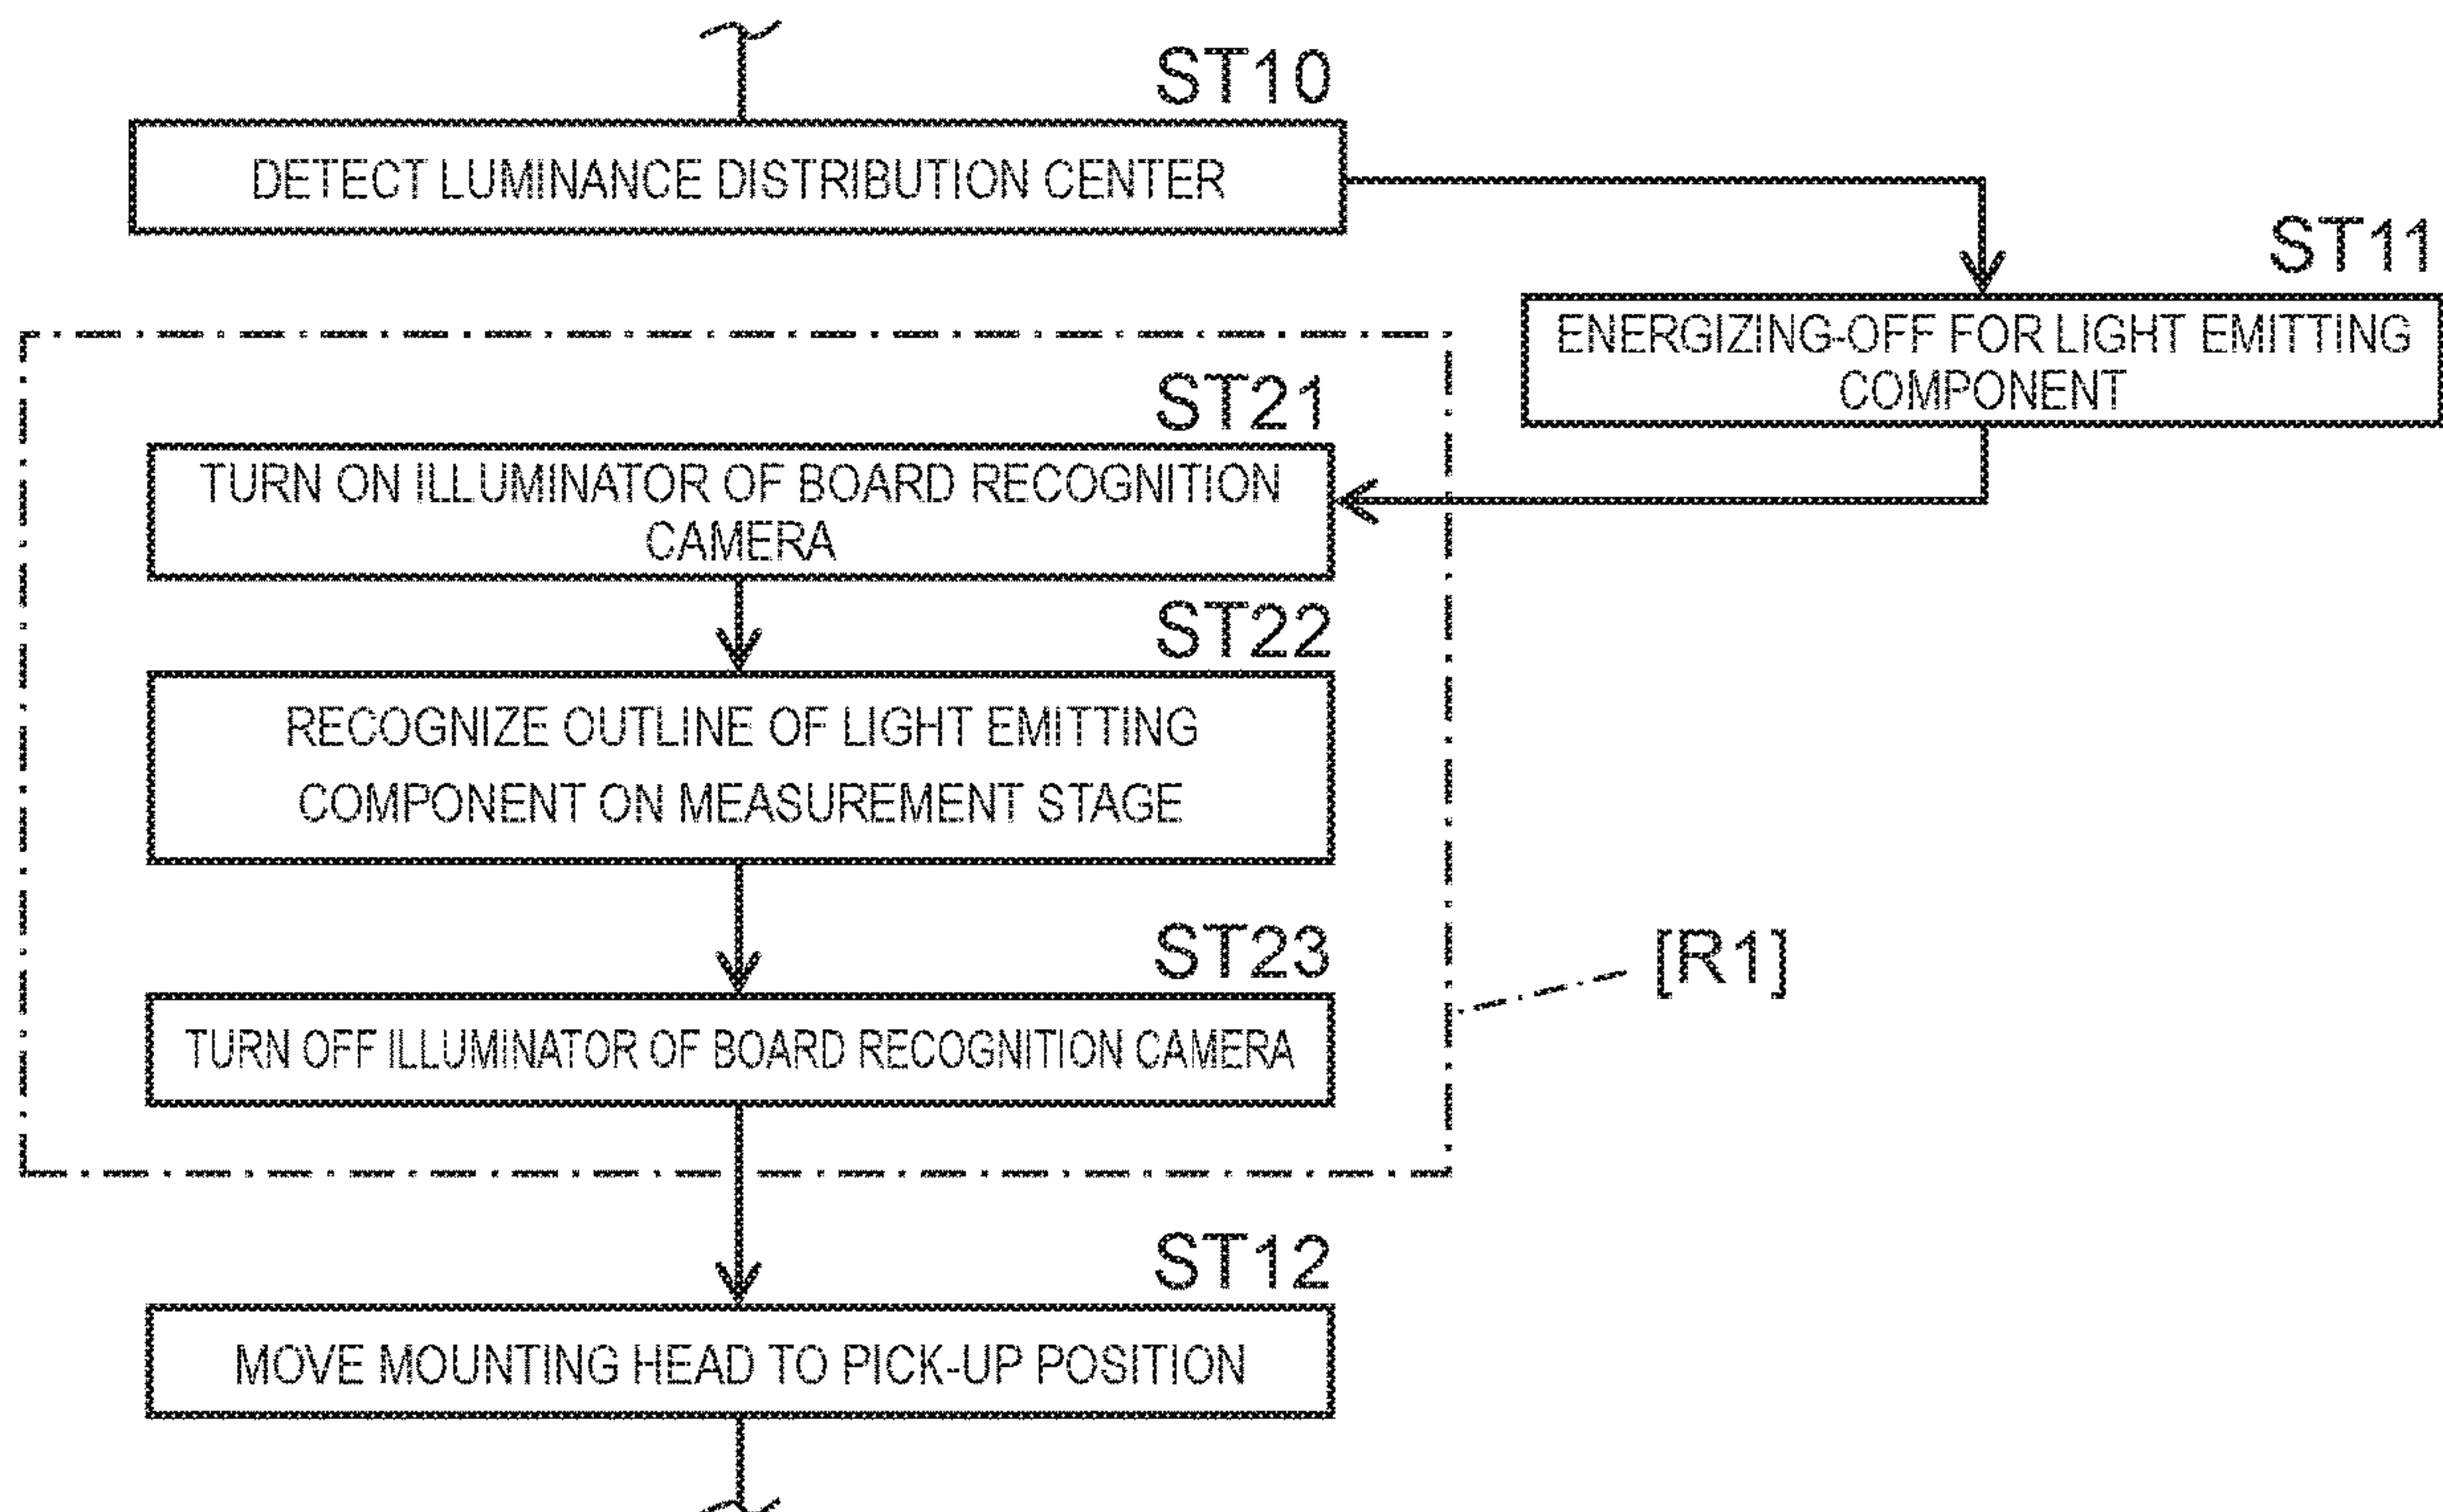 ST10
DETECT LUMINANCE DISTRIBUTION CENTER
ST11
ENERGIZING-OFF FOR LIGHT EMITTING
COMPONENT
ST21
TURN ON ILLUMINATOR OF BOARD RECOGNITION
CAMERA
ST22
RECOGNIZE OUTLINE OF LIGHT EMITTING
COMPONENT ON MEASUREMENT STAGE
ST23
TURN OFF ILLUMINATOR OF BOARD RECOGNITION CAMERA
[R1]
ST12
MOVE MOUNTING HEAD TO PICK-UP POSITION